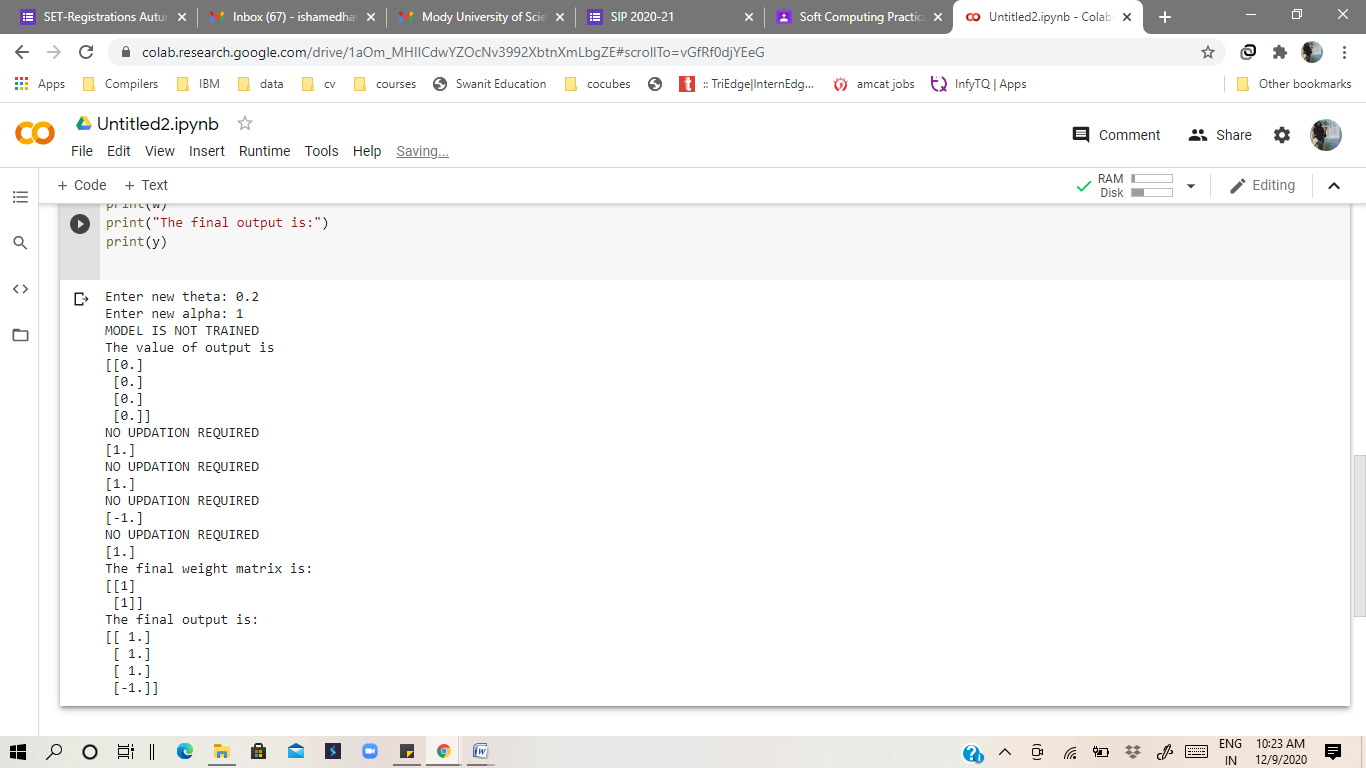 SET-Registrations Autur
Inbox (67) - ishamedha
Mody University of Scie
SIP 2020-21
Soft Computing Practica
Untitled2.ipynb - Colab
colab.research.google.com/drive/1aOm_MHIlCdwYZOcNv3992XbtnXmLbgZE#scrollTo=vGfRf0djYEeG
Apps
Compilers
IBM
data
cv
courses
Swanit Education
cocubes
:: TriEdge|InternEdg...
amcat jobs
InfyTQ | Apps
Other bookmarks
Untitled2.ipynb
Comment
Share
File Edit View Insert Runtime Tools Help Saving...
+ Code + Text
RAM
Disk
Editing
print(w)
print("The final output is:")
print(y)
Enter new theta: 0.2
Enter new alpha: 1
MODEL IS NOT TRAINED
The value of output is
[[0.]
[0.]
[0.]
[0.]]
NO UPDATION REQUIRED
[1.]
NO UPDATION REQUIRED
[1.]
NO UPDATION REQUIRED
[-1.]
NO UPDATION REQUIRED
[1.]
The final weight matrix is:
[[1]
[1]]
The final output is:
[[ 1.]
[ 1.]
[ 1.]
[-1.]]
ENG
IN
10:23 AM
12/9/2020